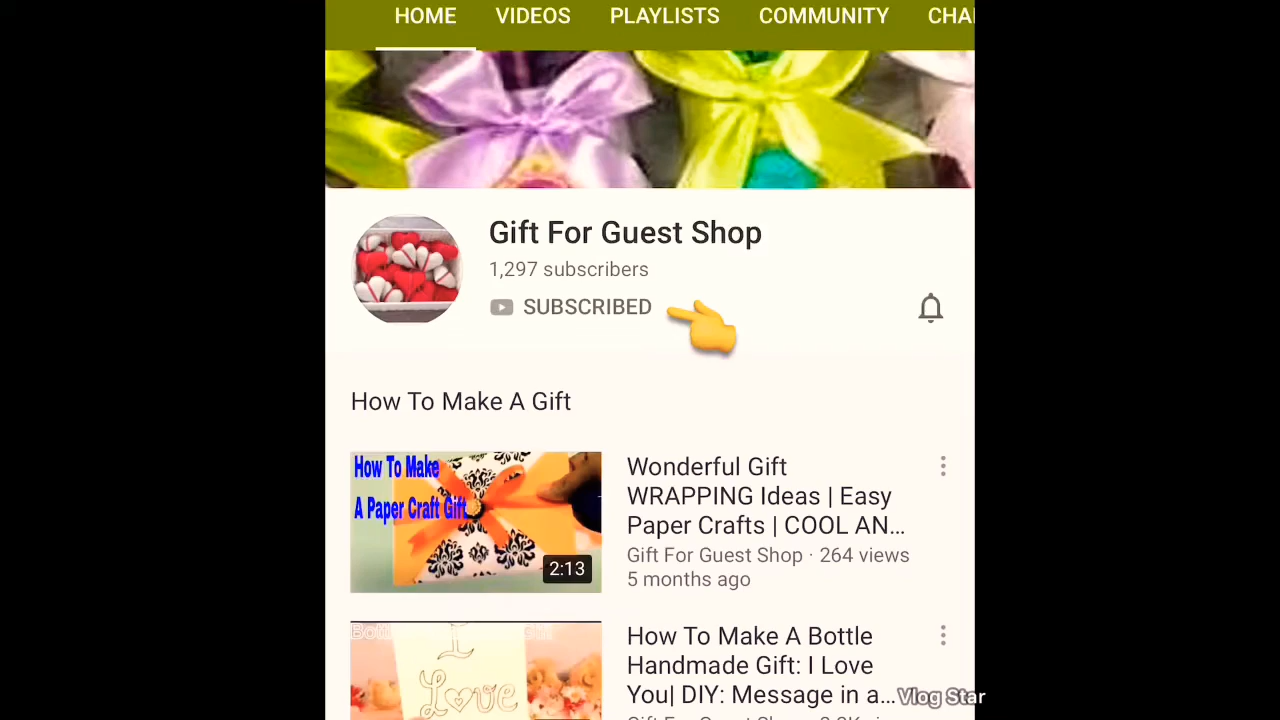 HOME VIDEOS PLAYLISTS COMMUNITY
Gift For Guest Shop
1,297 subscribers
SUBSCRIBED
How To Make A Gift
How To Make
A Paper Craft Gift
2:13
Wonderful Gift
WRAPPING Ideas | Easy
Paper Crafts | COOL AN...
Gift For Guest Shop · 264 views
5 months ago
I
Love
How To Make A Bottle
Handmade Gift: I Love
You| DIY: Message in a...
Vlog Star